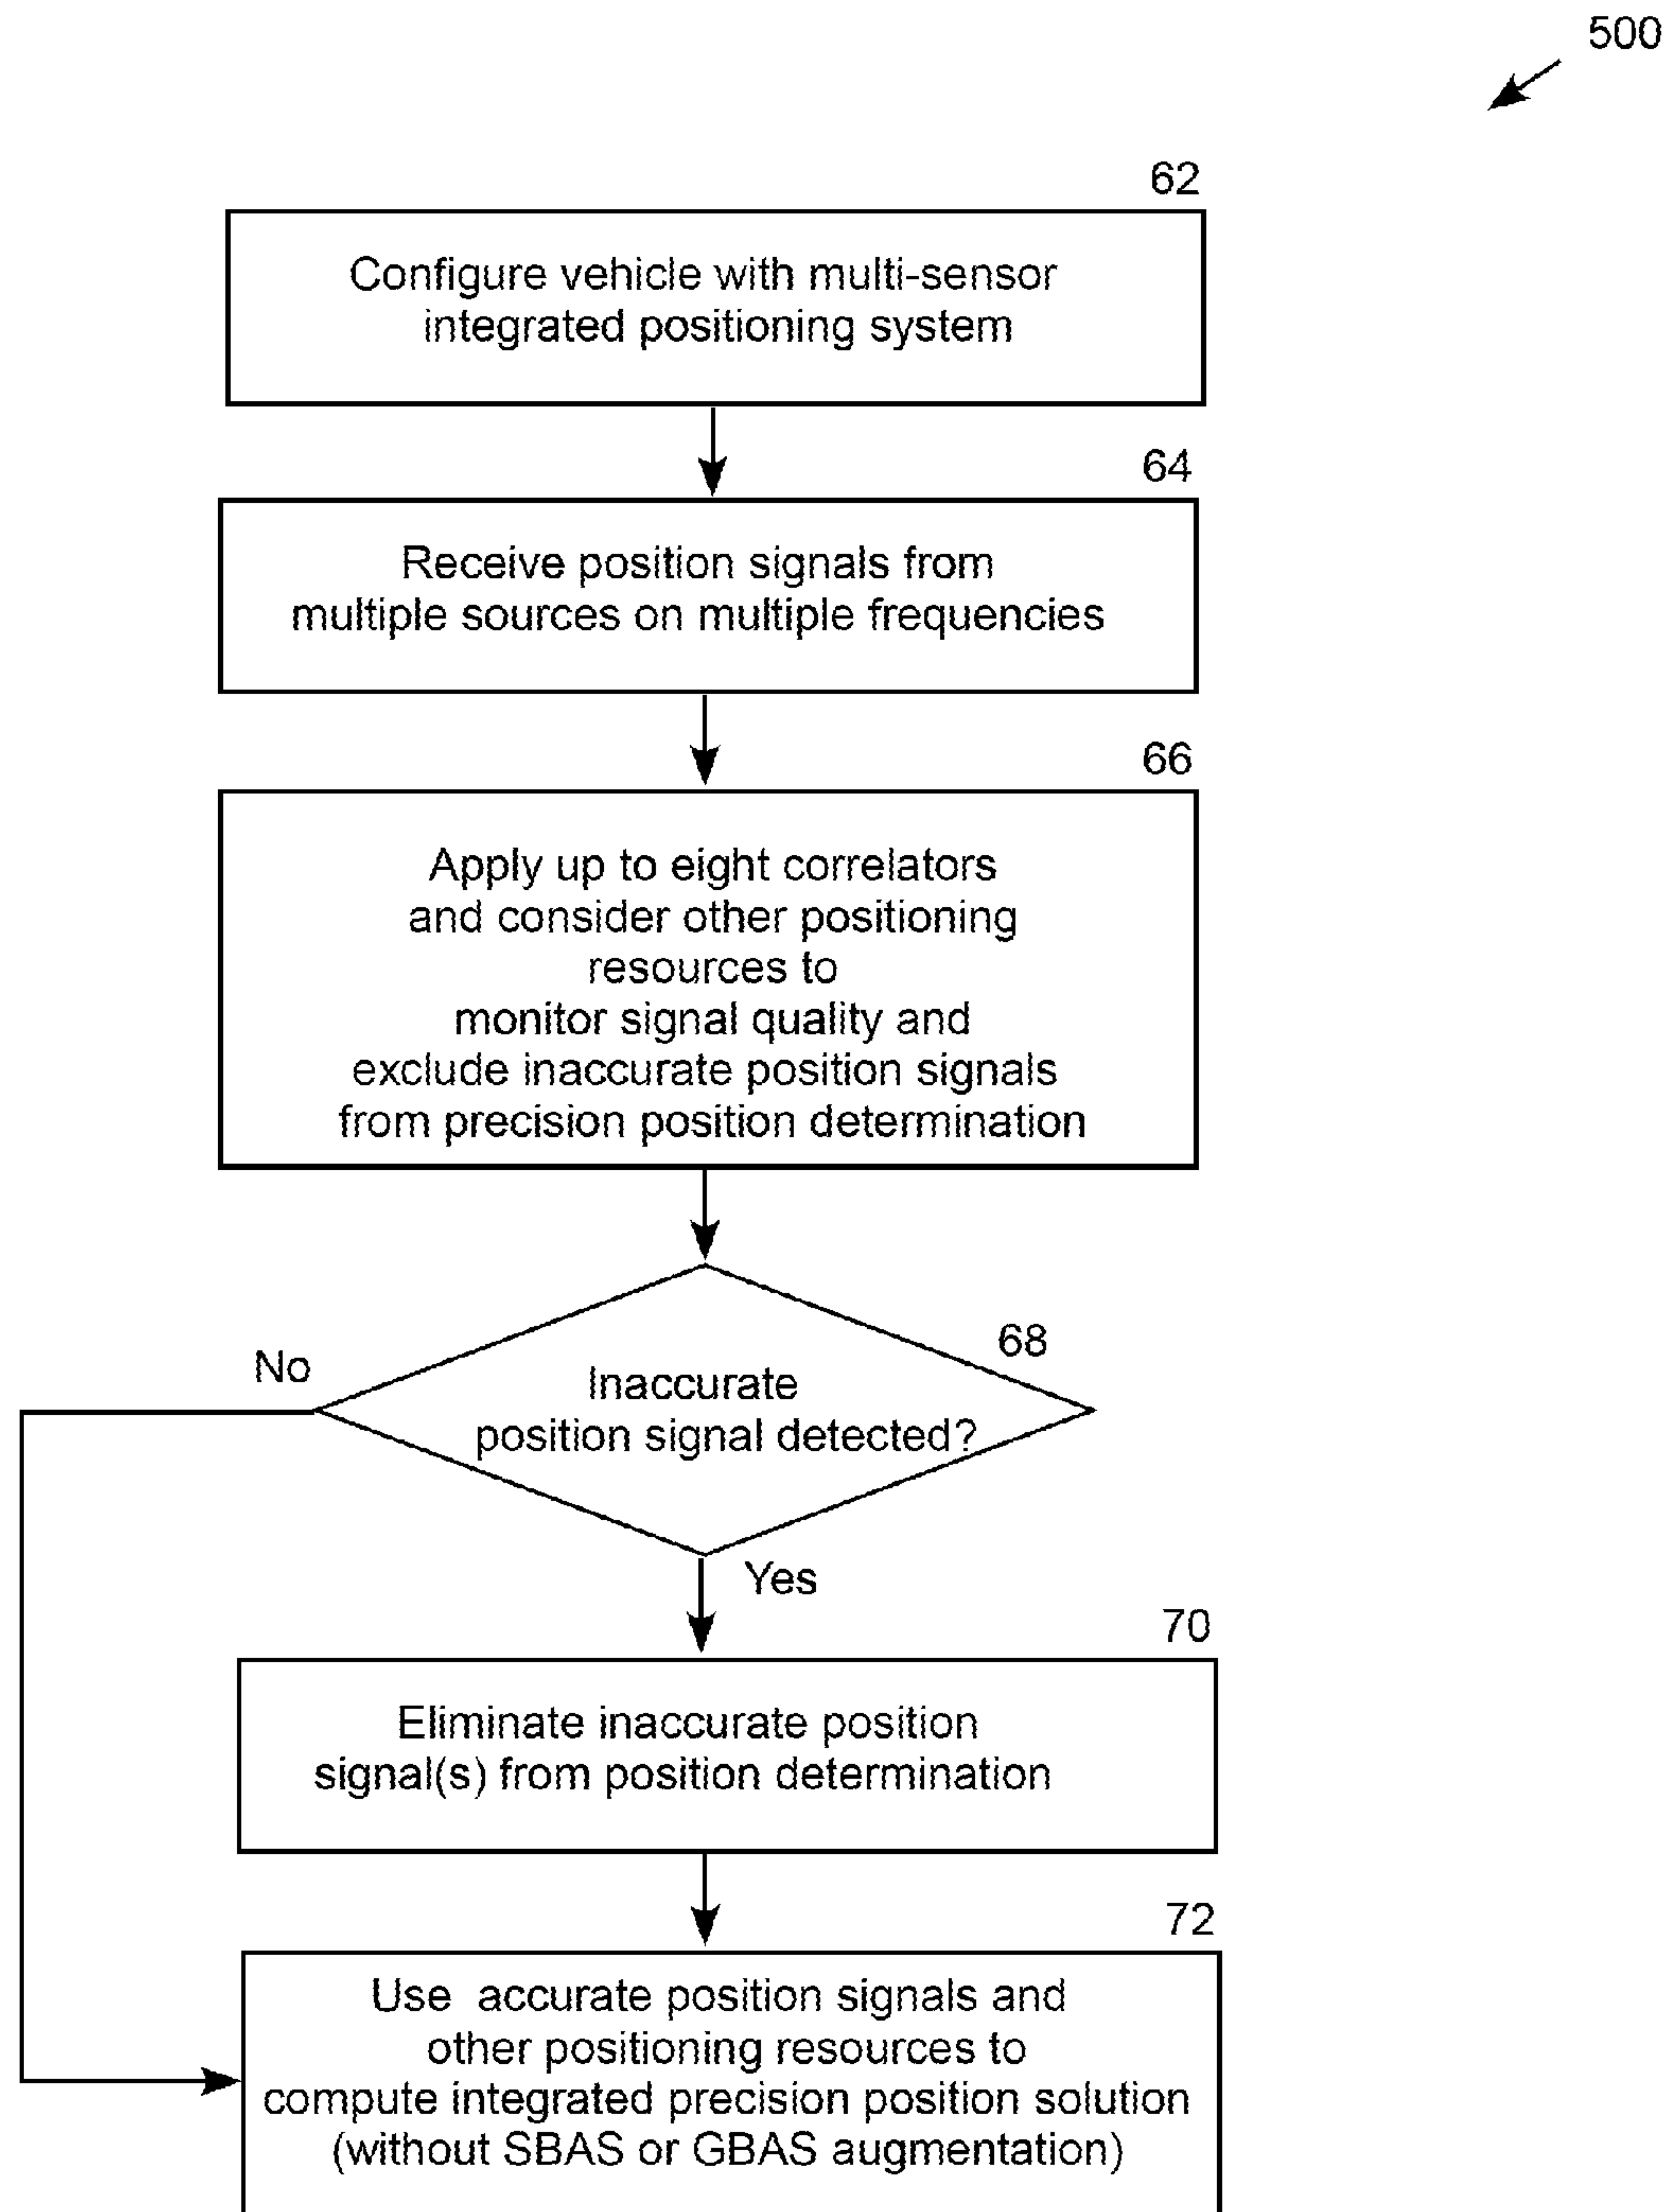 500
62
Configure vehicle with multi-sensor
integrated positioning system
64
Receive position signals from
multiple sources on multiple frequencies
66
Apply up to eight correlators
and consider other positioning
resources to
monitor signal quality and
exclude inaccurate position signals
from precision position determination
68
No
Inaccurate
position signal detected?
Yes
70
Eliminate inaccurate position
signal(s) from position determination
72
Use accurate position signals and
other positioning resources to
compute integrated precision position solution
(without SBAS or GBAS augmentation)